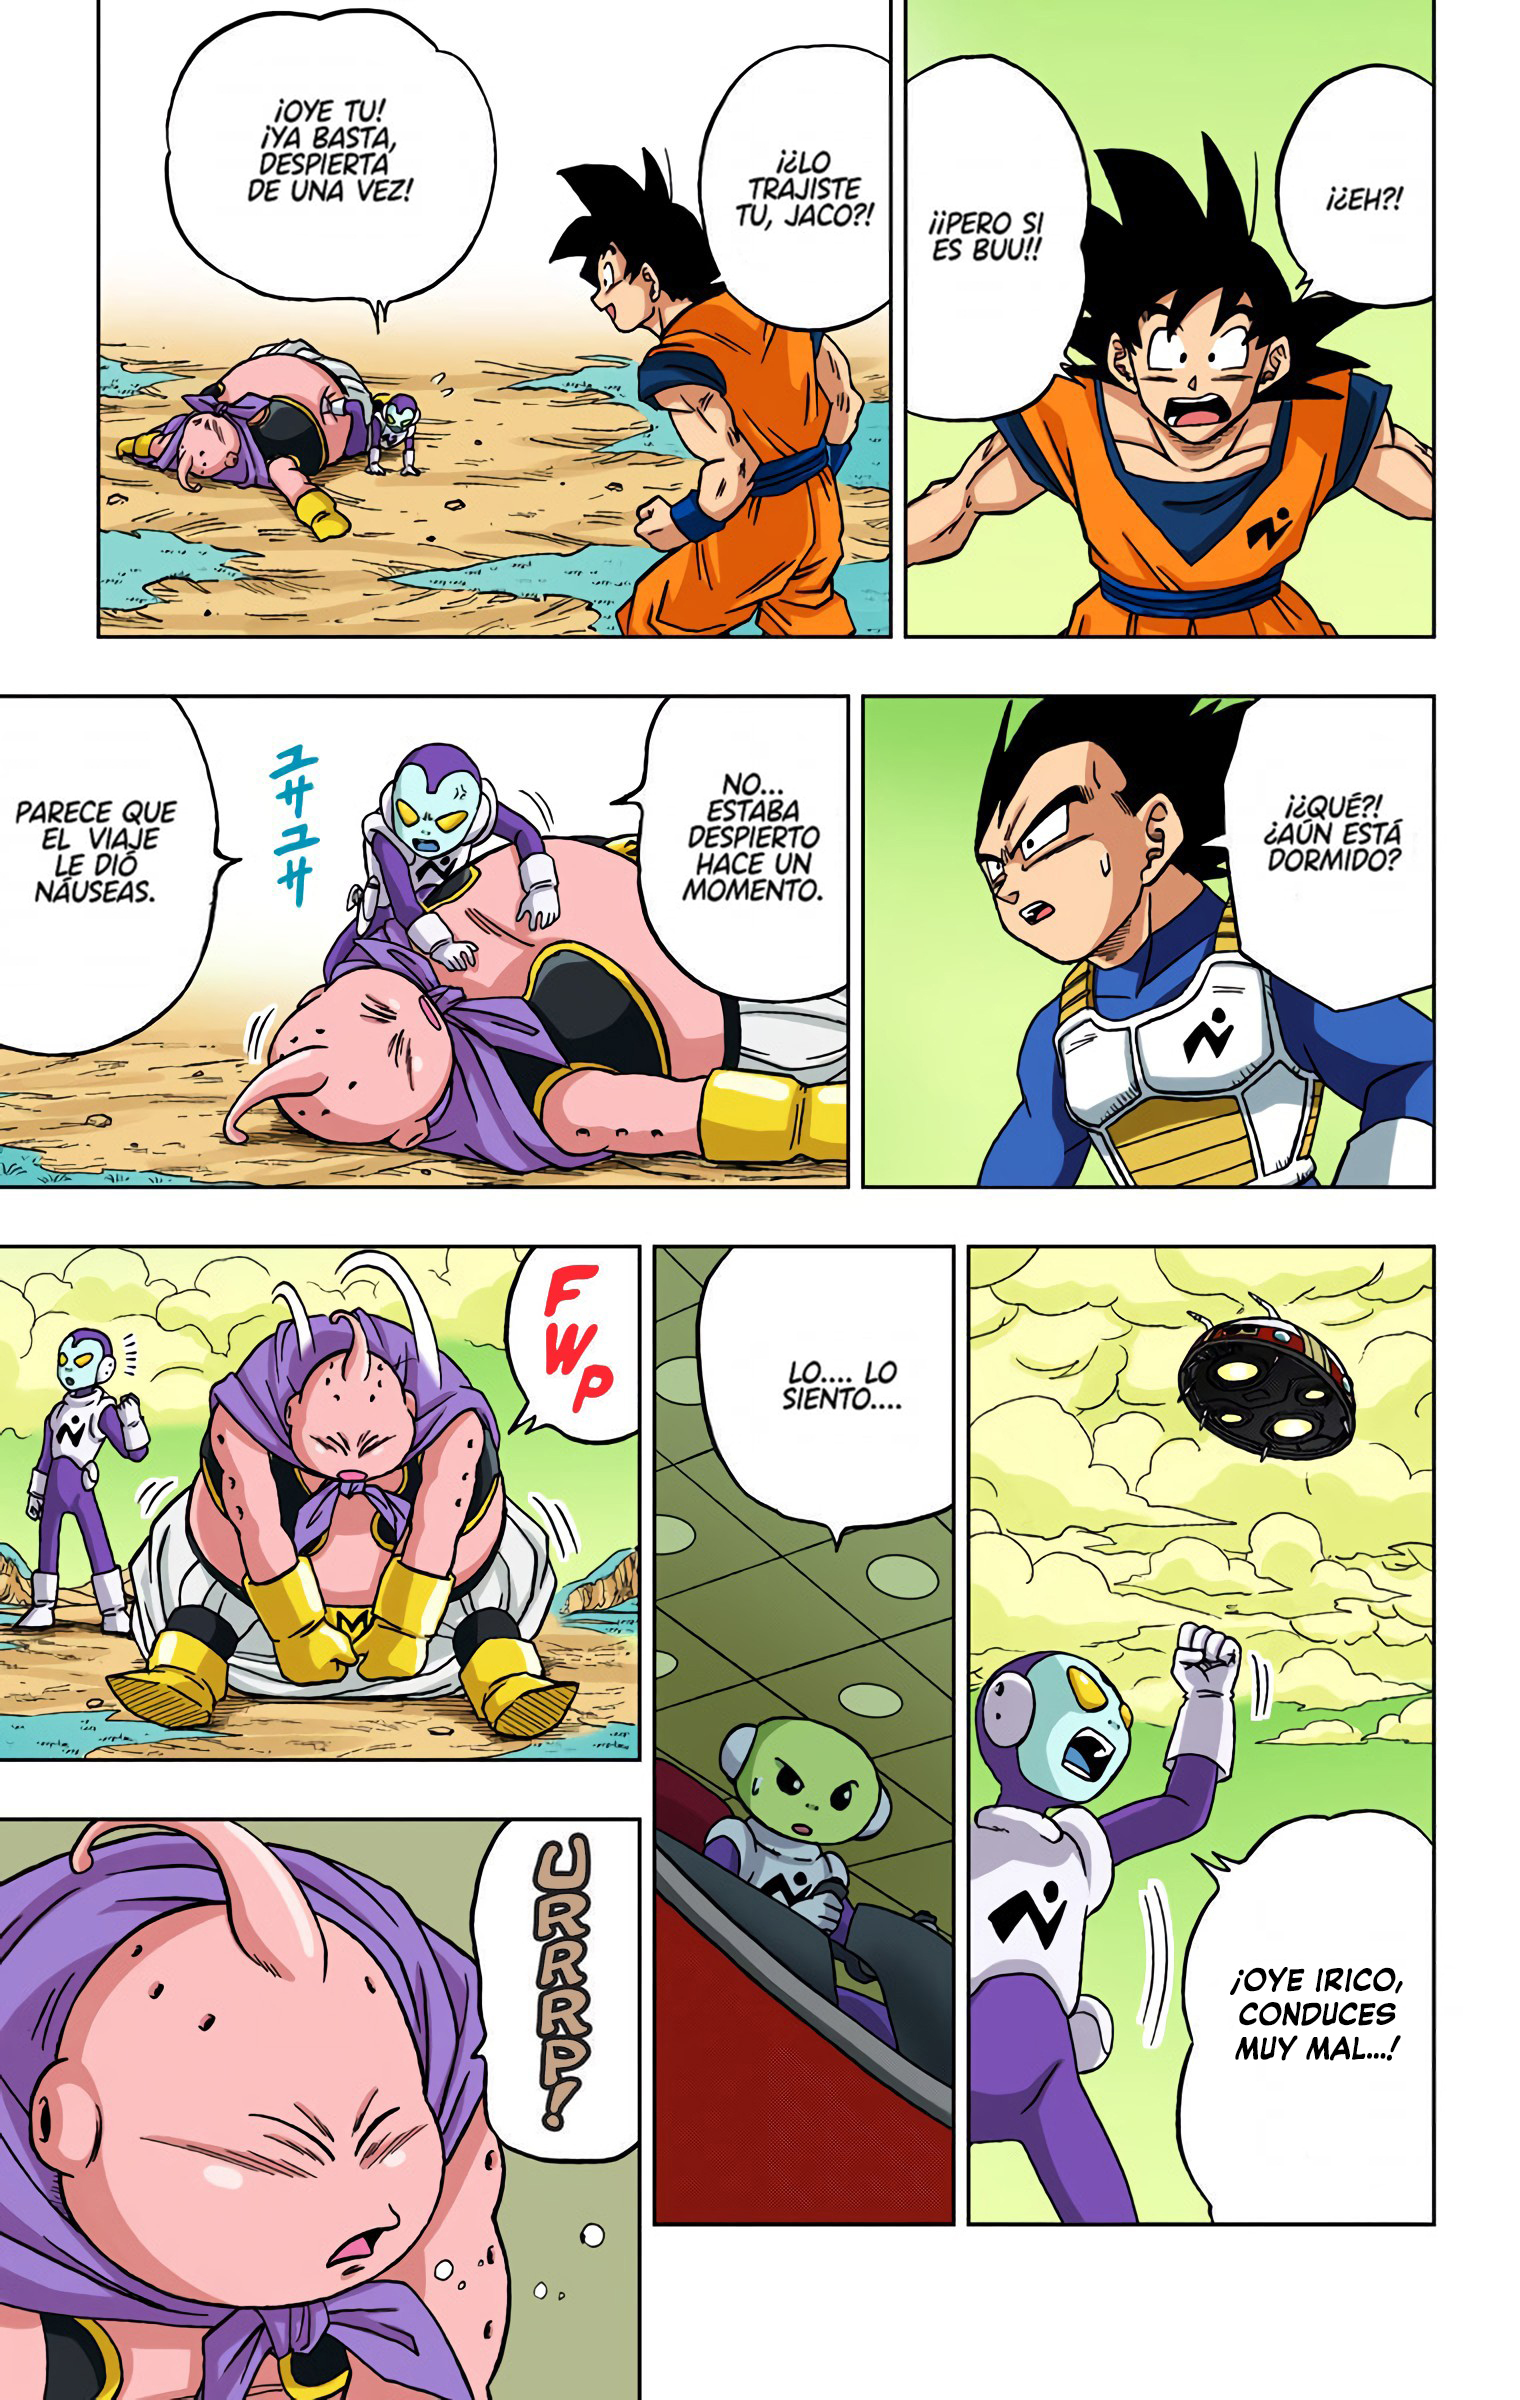 ¡¿EH?!
¡¡PERO SI
ES BUU!!
¡¿LO
TRAJISTE
TU, JACO?!
¡OYE TU!
¡YA BASTA,
DESPIERTA
DE UNA VEZ!
¡¿QUÉ?!
¿AÚN ESTÁ
DORMIDO?
NO...
ESTABA
DESPIERTO
HACE UN
MOMENTO.
ユサユサ
PARECE QUE
EL VIAJE
LE DIÓ
NÁUSEAS.
¡OYE IRICO,
CONDUCES
MUY MAL...!
LO.... LO
SIENTO....
FWP
M
URRRP!